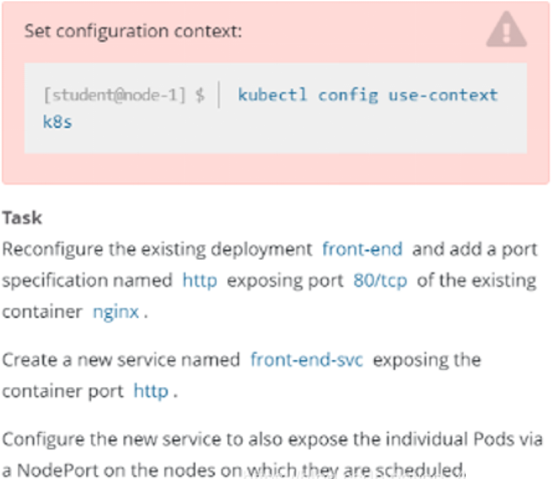 Set configuration context:
[student@node-1] $ | kubectl config use-context
k8s
Task
Reconfigure the existing deployment front-end and add a port
specification named http exposing port 80/tcp of the existing
container nginx .
Create a new service named front-end-svc exposing the
container port http .
Configure the new service to also expose the individual Pods via
a NodePort on the nodes on which they are scheduled.